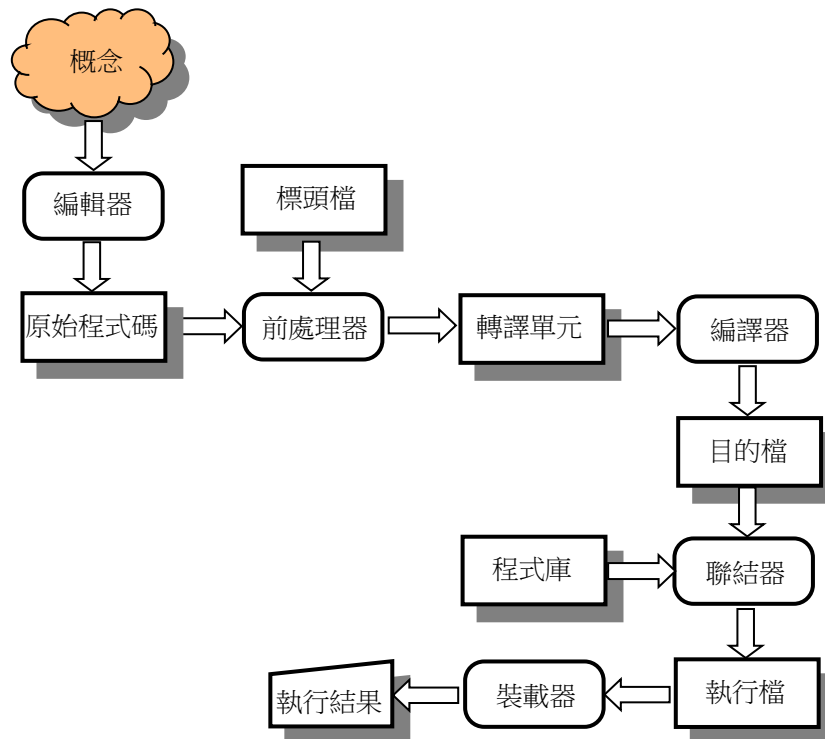 概念
編輯器
標頭檔
原始程式碼
前處理器
轉譯單元
編譯器
目的檔
程式庫
聯結器
執行結果
裝載器
執行檔